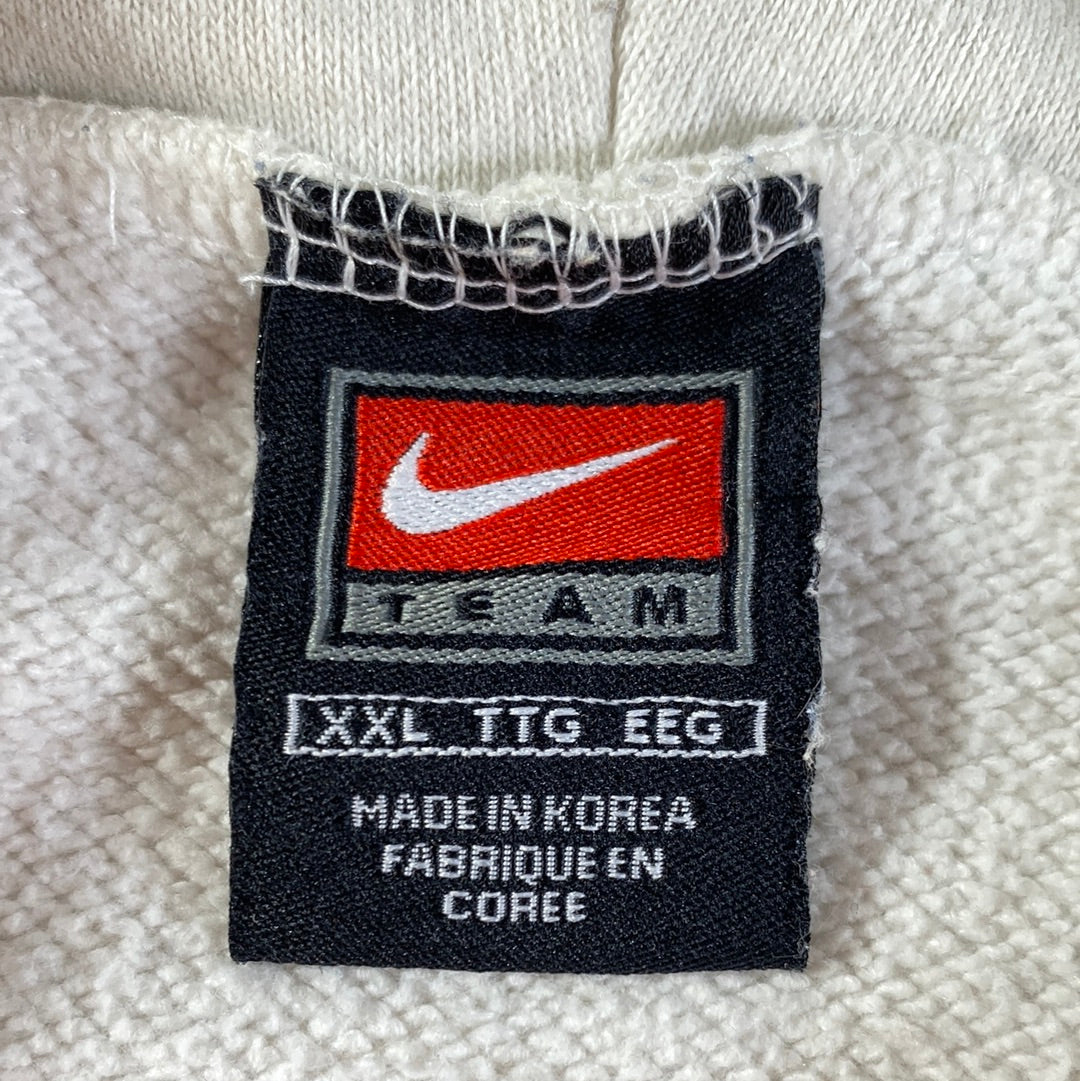 TEAM
XXL TTG EEG
MADE IN KOREA
FABRIQUE EN
COREE